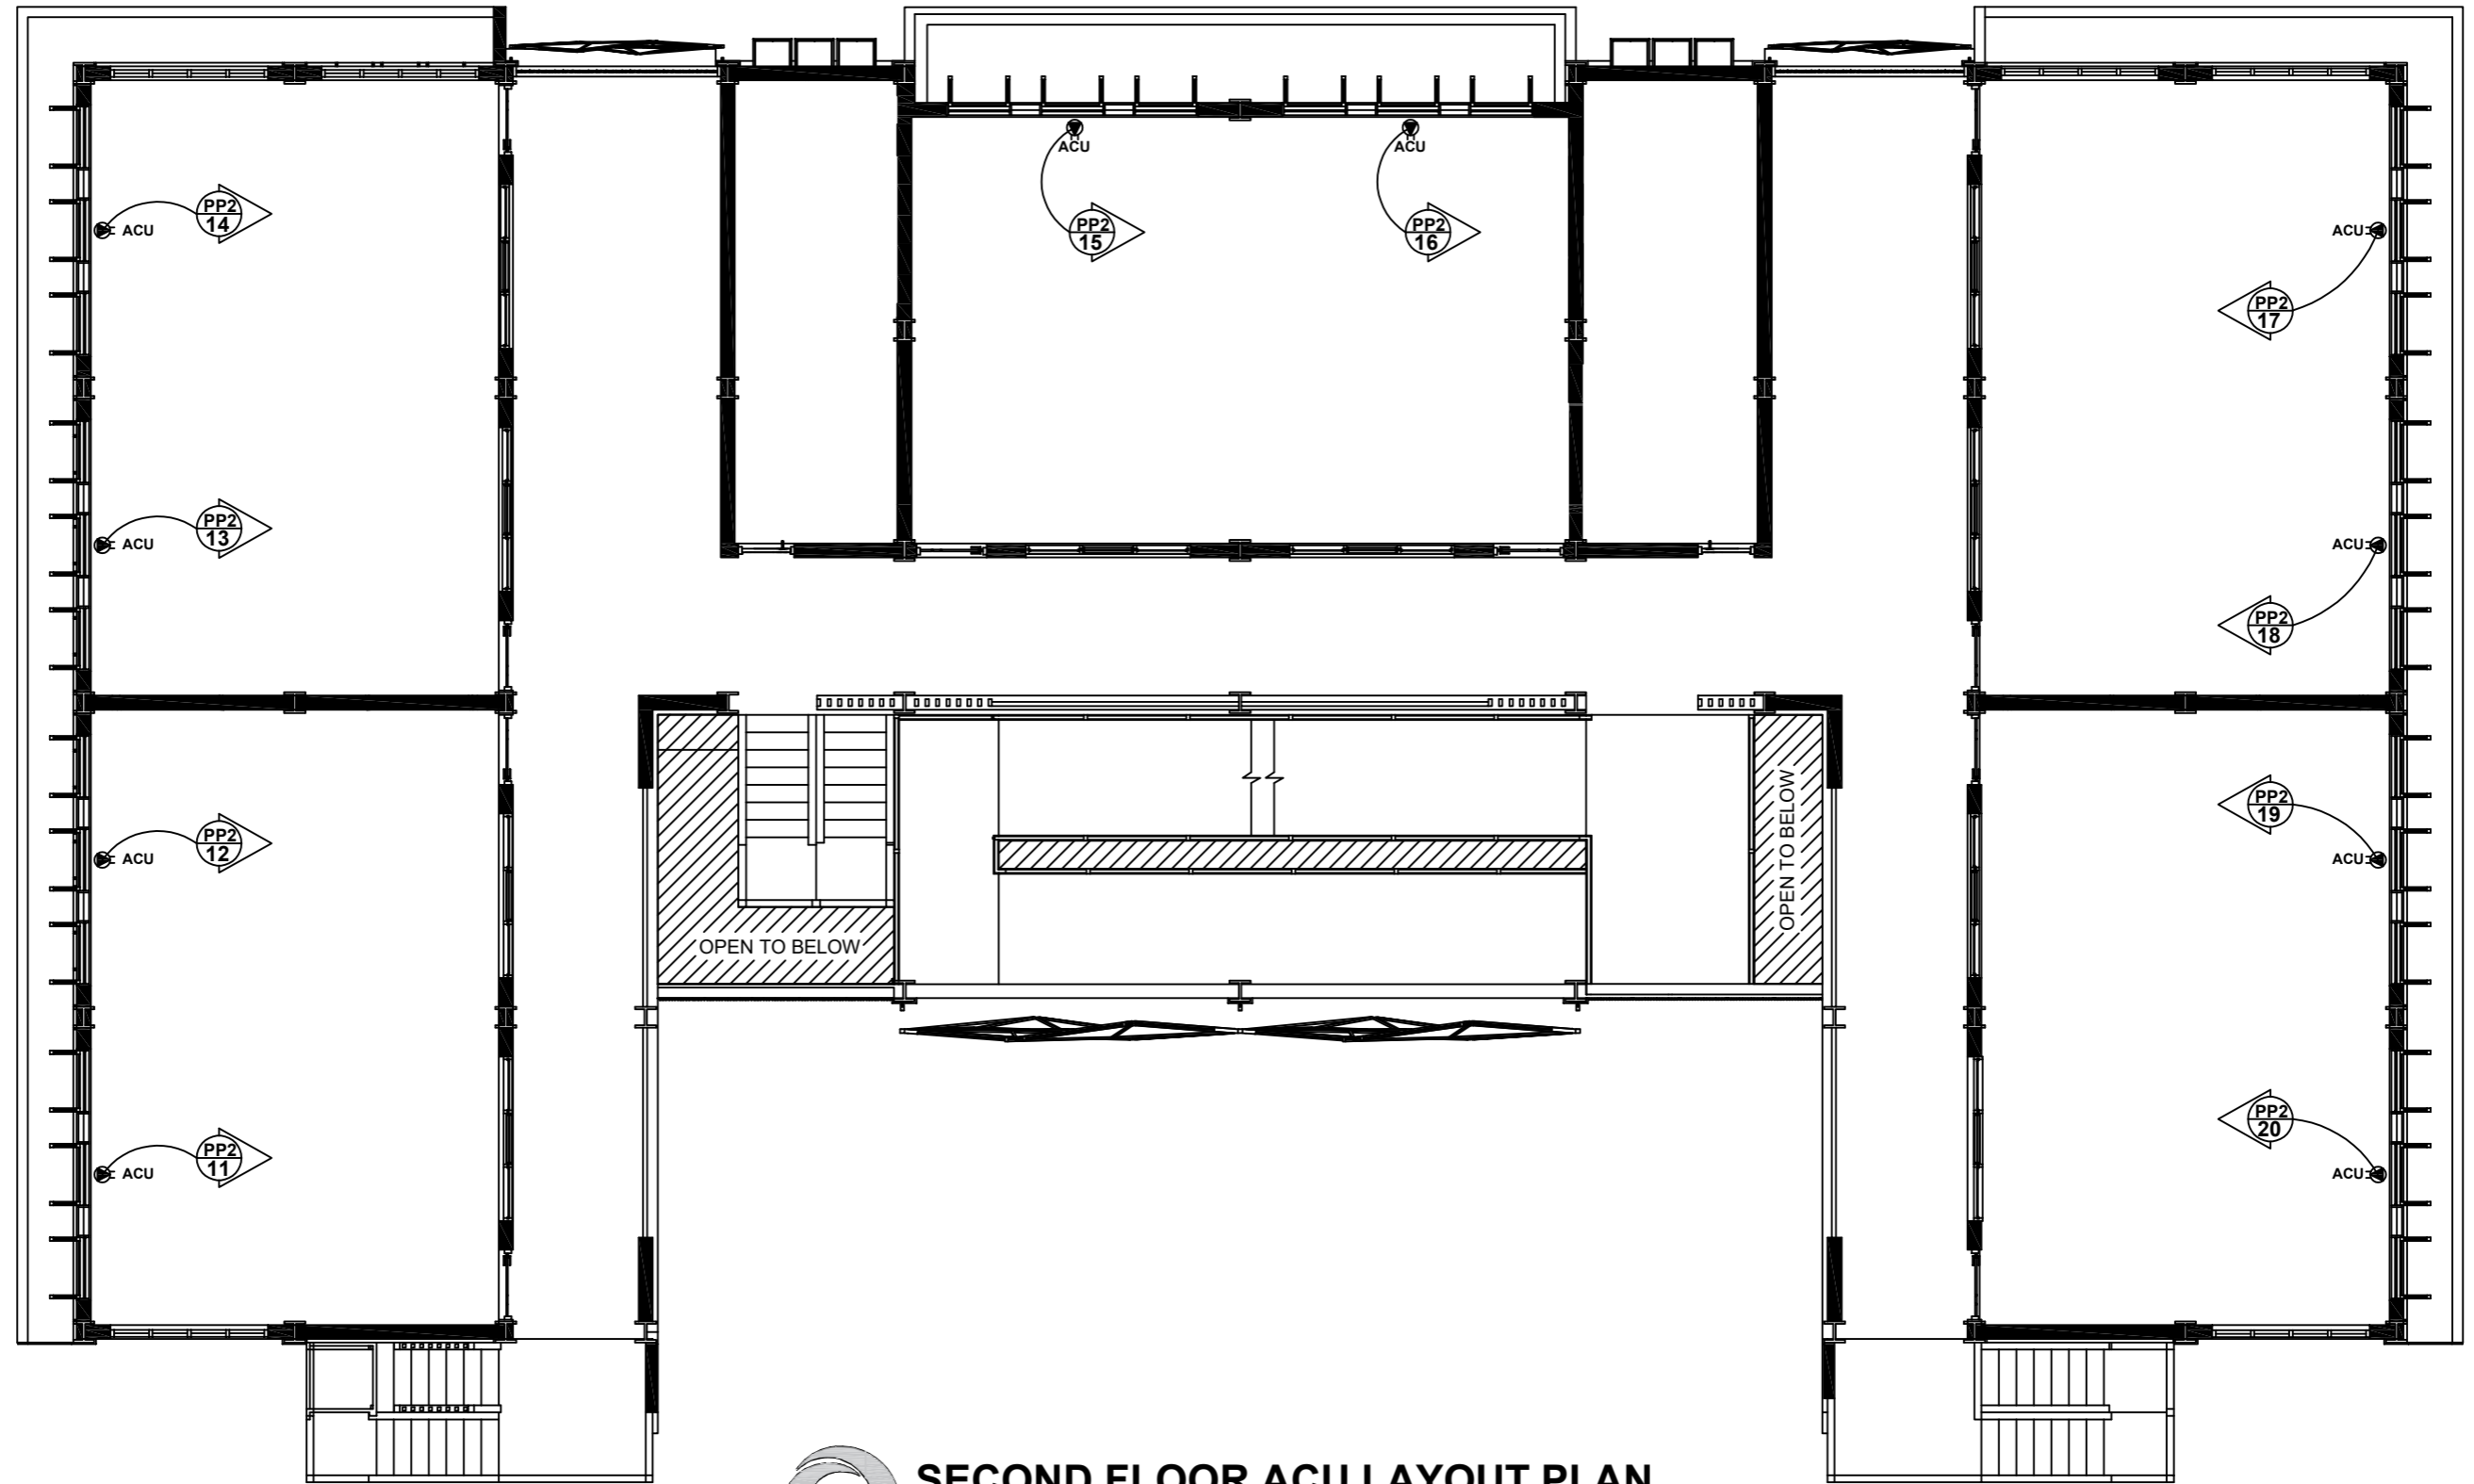 ACU
ACU
PP2
14
ACU
PP2
15
PP2
16
ACU
PP2
17
PP2
13
ACU
ACU
PP2
18
PP2
12
ACU
OPEN TO BELOW
OPEN TO BELOW
PP2
19
ACU
PP2
11
ACU
PP2
20
ACU
SECOND FLOOR ACU LAYOUT PLAN